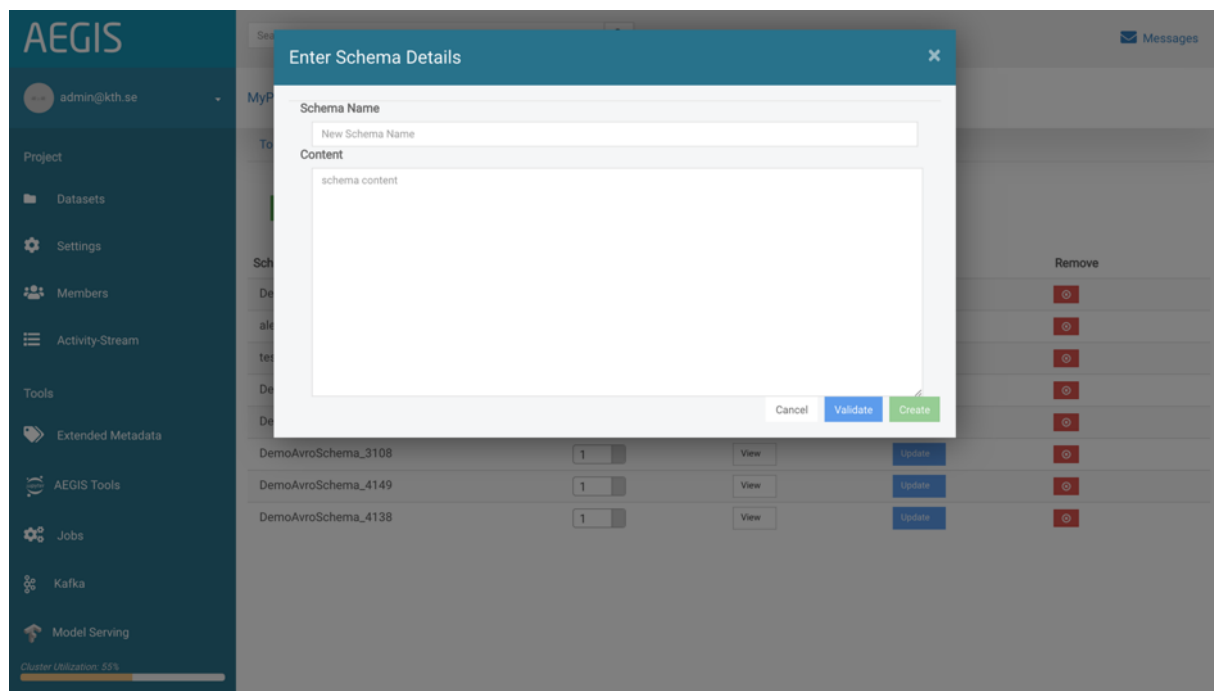 AEGIS
Messages
admin@kth.se
Enter Schema Details
Schema Name
New Schema Name
Content
schema content
Cancel
Validate
Create
Project
Datasets
Settings
Members
Activity-Stream
Tools
Extended Metadata
AEGIS Tools
Jobs
Kafka
Model Serving
Cluster Utilization: 55%
Remove
DemoAvroSchema_3108 1 View Update
DemoAvroSchema_4149 1 View Update
DemoAvroSchema_4138 1 View Update